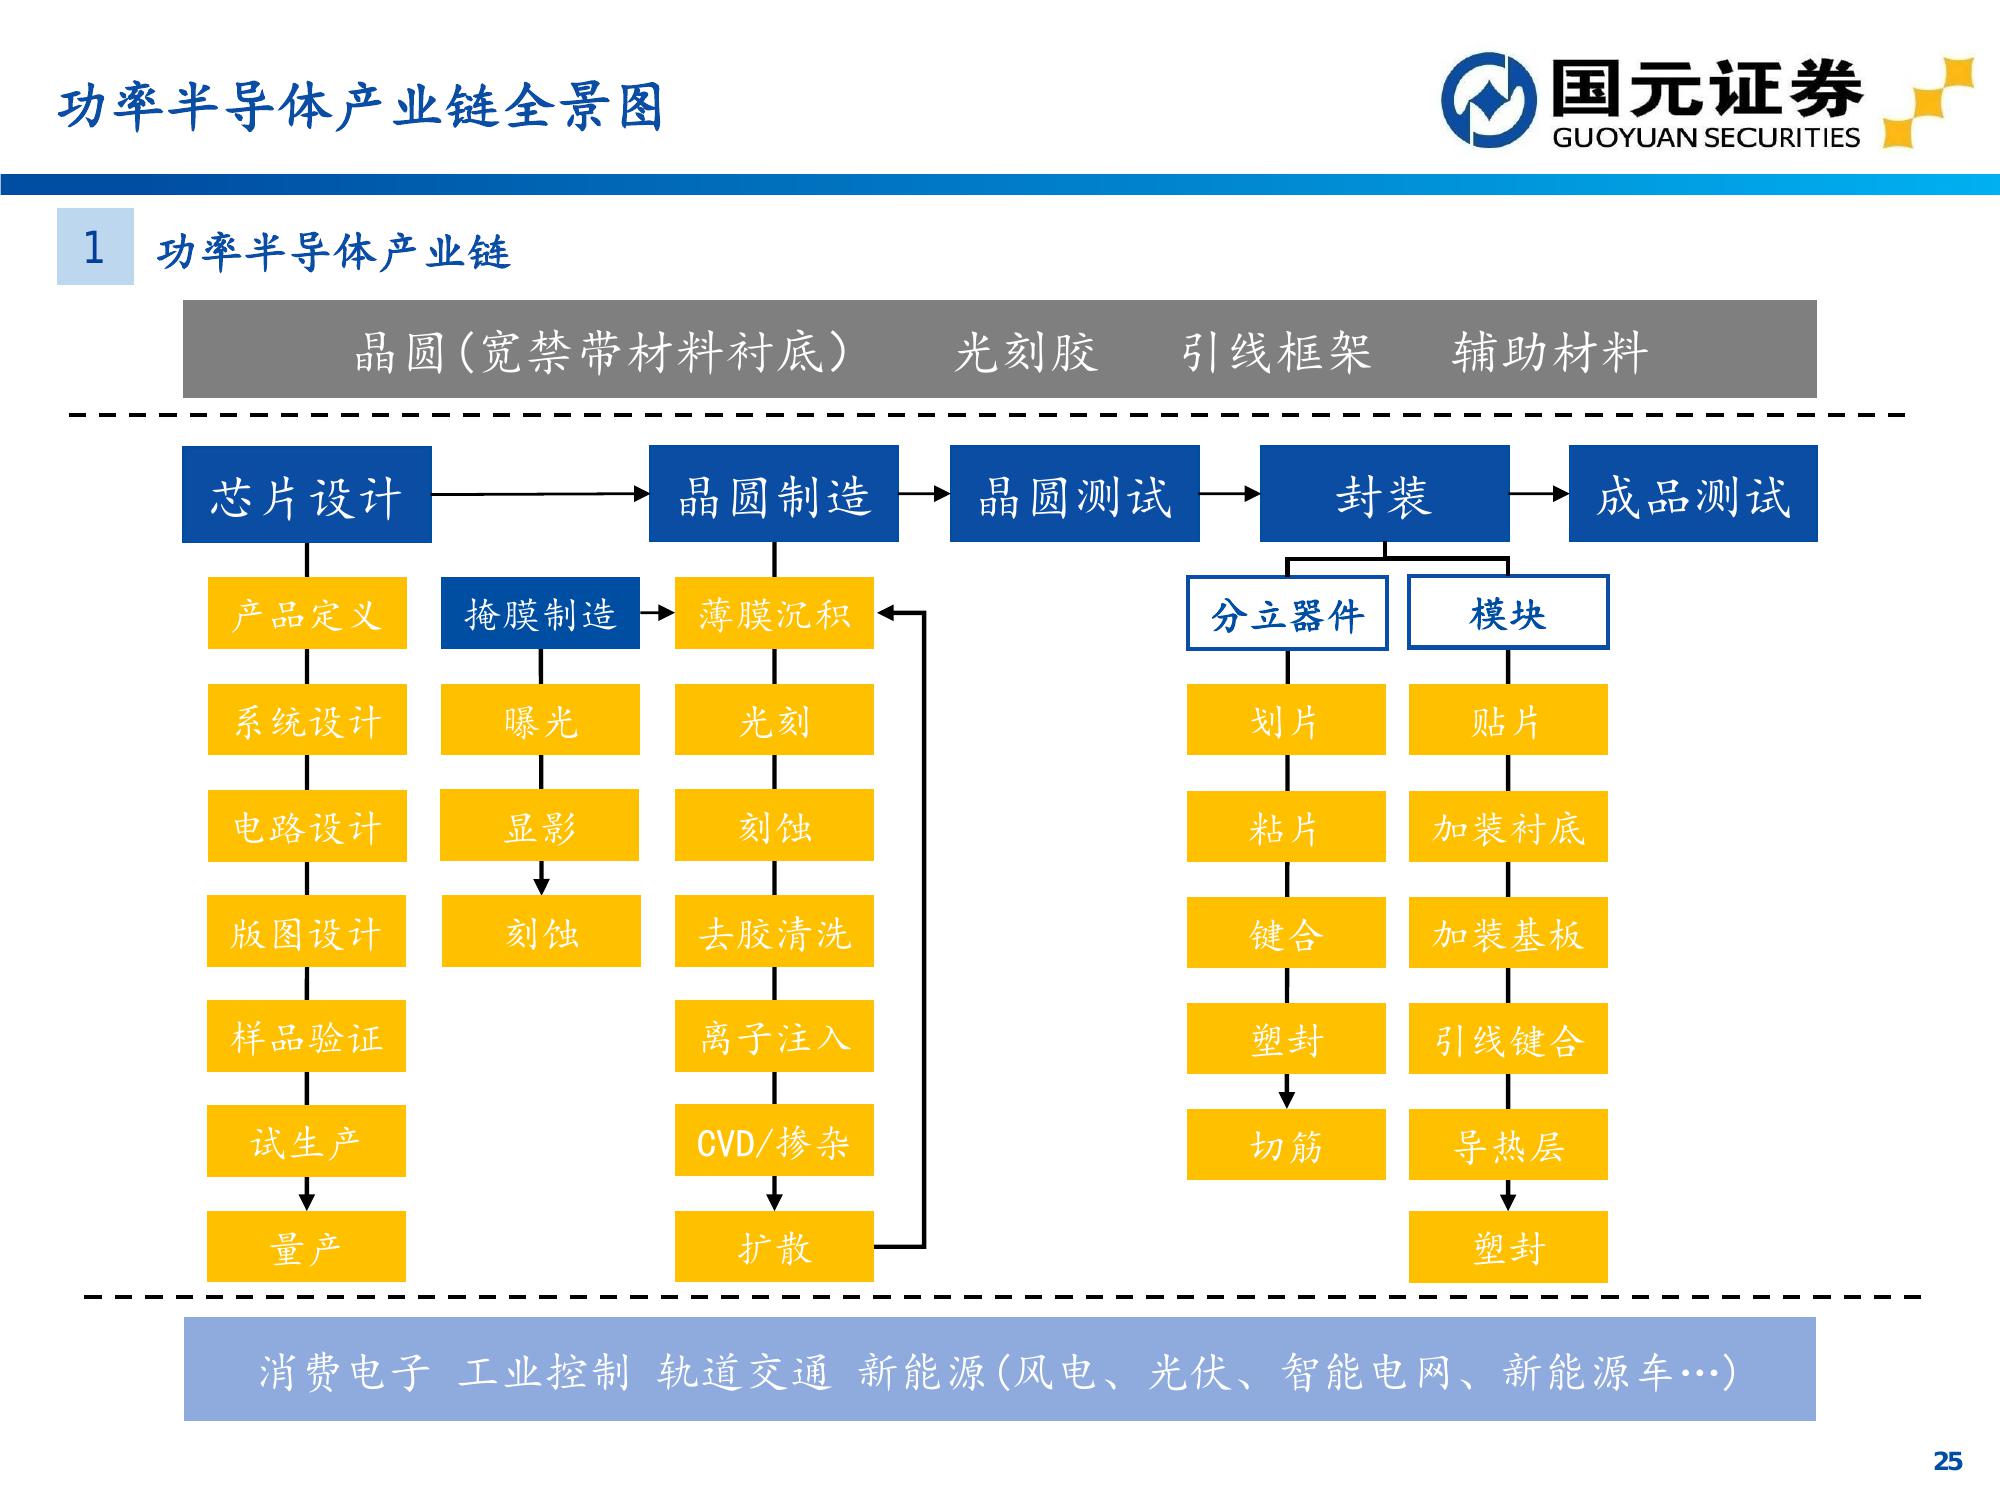 功率半导体产业链全景图
国元证券
GUOYUAN SECURITIES
1 功率半导体产业链
晶圆(宽禁带材料衬底) 光刻胶 引线框架 辅助材料
芯片设计 晶圆制造 晶圆测试 封装 成品测试
产品定义 掩膜制造 薄膜沉积 分立器件 模块
系统设计 曝光 光刻 划片 贴片
电路设计 显影 刻蚀 粘片 加装衬底
版图设计 刻蚀 去胶清洗 键合 加装基板
样品验证 离子注入 塑封 引线键合
试生产 CVD/掺杂 切筋 导热层
量产 扩散 塑封
消费电子 工业控制 轨道交通 新能源(风电、光伏、智能电网、新能源车…)
25